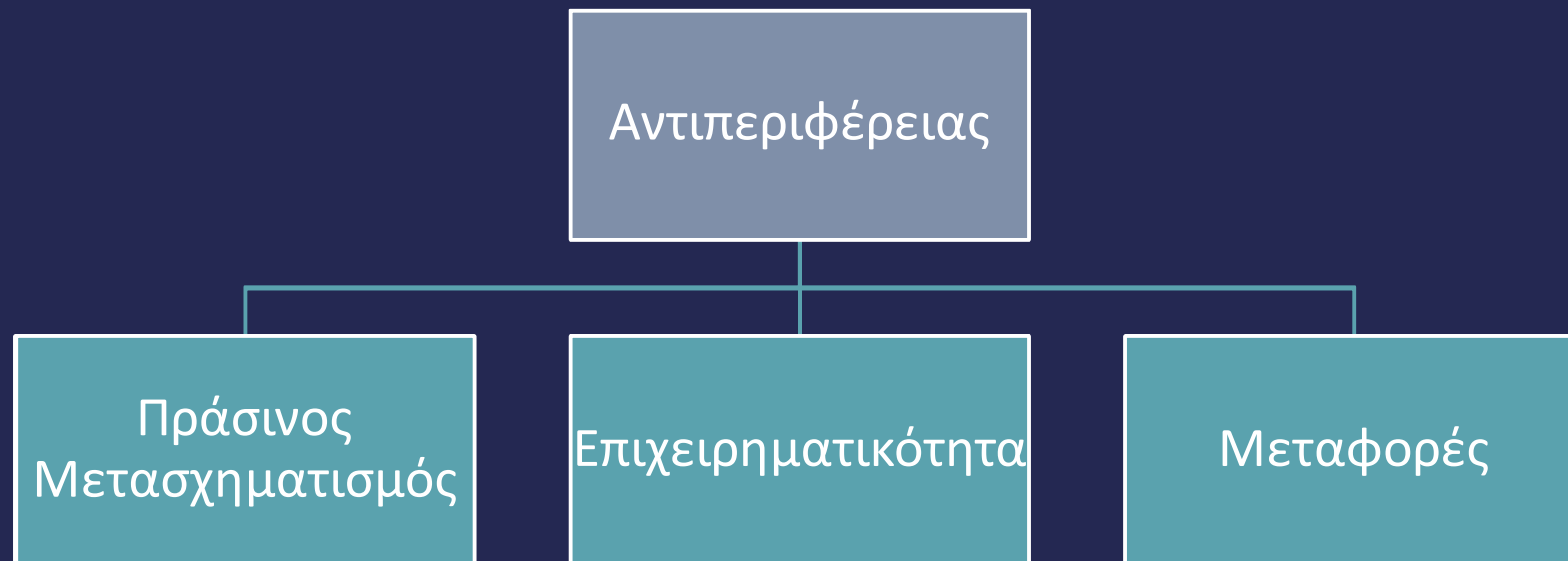 Αντιπεριφέρειας
Πράσινος
Μετασχηματισμός
Επιχειρηματικότητα
Μεταφορές